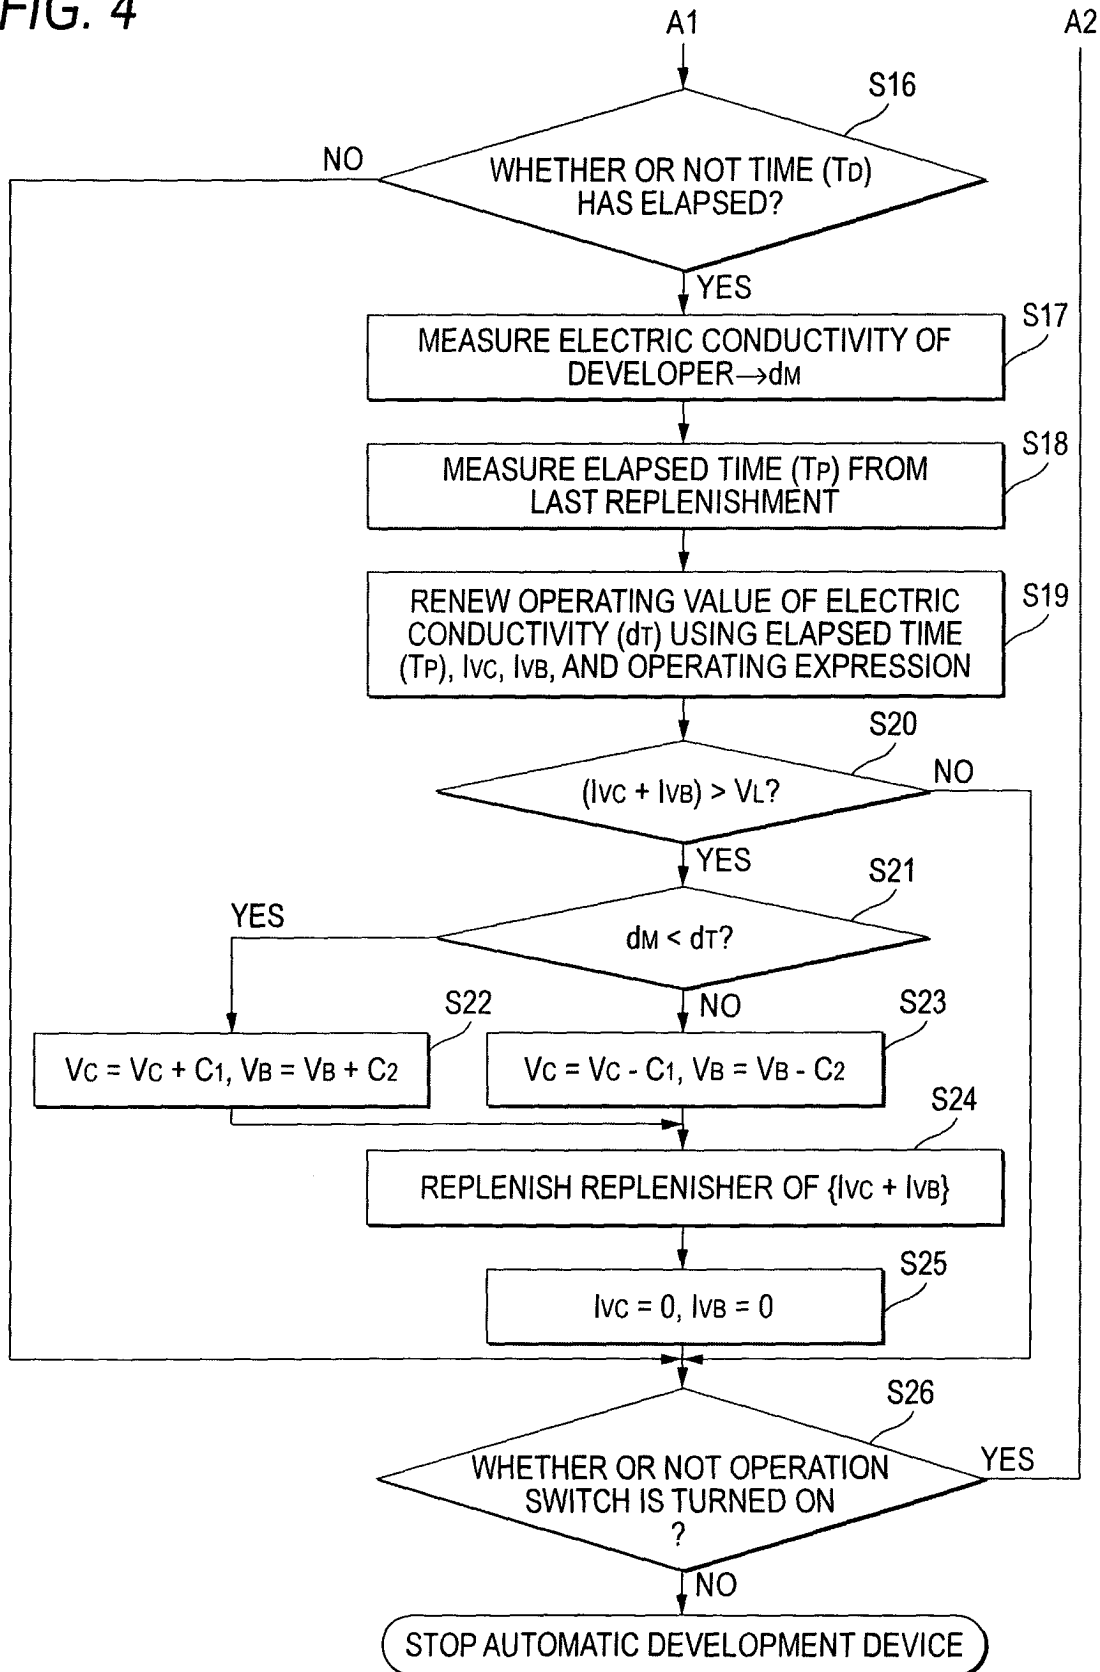 FIG. 4
A1
A2
S16
WHETHER OR NOT TIME (TD)
HAS ELAPSED?
NO
YES
S17
MEASURE ELECTRIC CONDUCTIVITY OF
DEVELOPER→dM
S18
MEASURE ELAPSED TIME (TP) FROM
LAST REPLENISHMENT
S19
RENEW OPERATING VALUE OF ELECTRIC
CONDUCTIVITY (dT) USING ELAPSED TIME
(TP), IVC, IVB, AND OPERATING EXPRESSION
S20
(IVC + IVB) > VL?
NO
YES
S21
dM < dT?
YES
NO
S22
VC = VC + C1, VB = VB + C2
S23
VC = VC - C1, VB = VB - C2
S24
REPLENISH REPLENISHER OF {IVC + IVB}
S25
IVC = 0, IVB = 0
S26
WHETHER OR NOT OPERATION
SWITCH IS TURNED ON
?
YES
NO
STOP AUTOMATIC DEVELOPMENT DEVICE